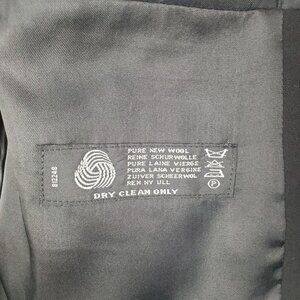 PURE NEW WOOL
REINE SCHURWOLLE
PURE LAINE VIERGE
PURA LANA VERGINE
ZUIVER SCHEERWOL
REN NY ULL
P
DRY CLEAN ONLY